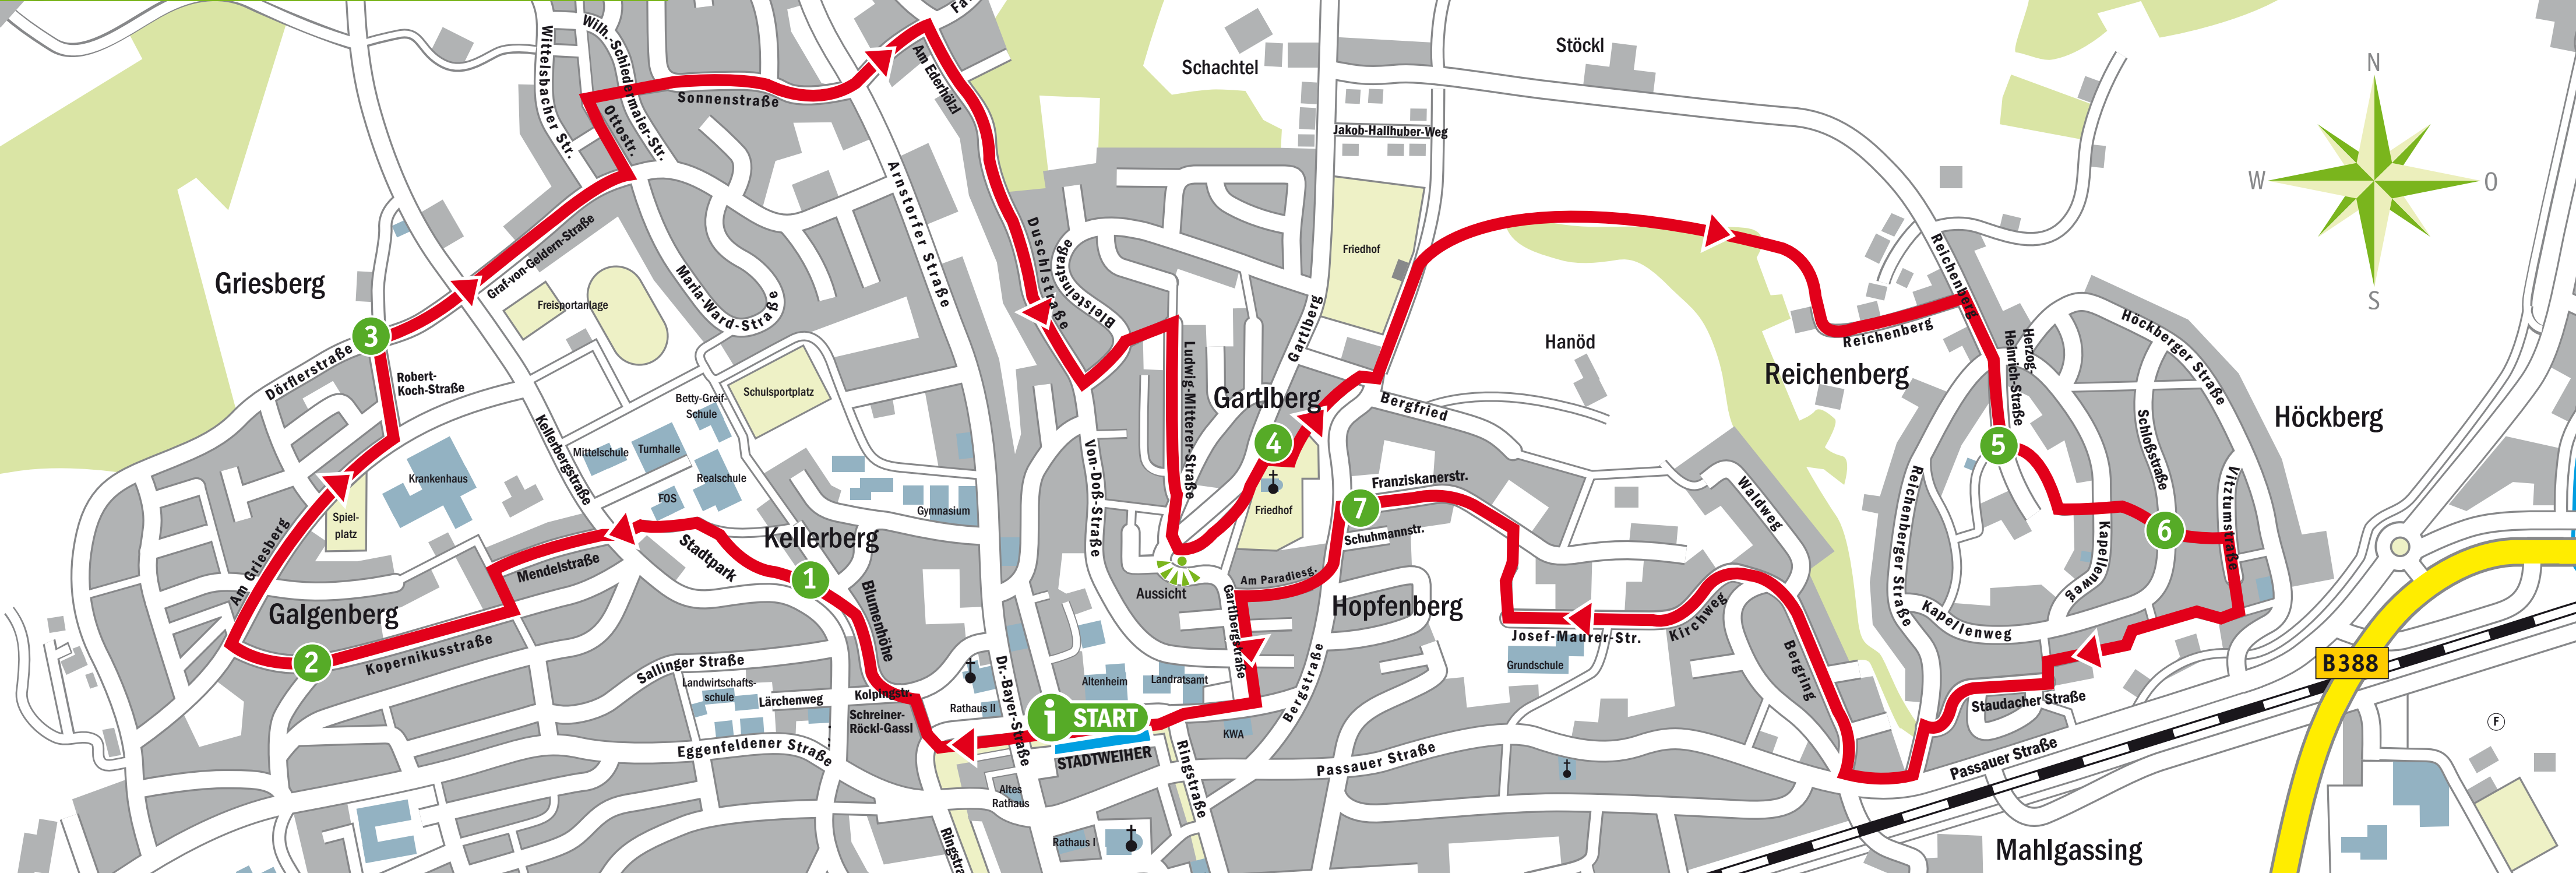 Wittelsbacher Str.
Wilh.-Schiedermaier-Str.
Ottostr.
Sonnenstraße
Am Ederhölzl
Fa
Schachtel
Stöckl
Jakob-Hallhuber-Weg
N
W
O
S
Arnstorfer Straße
Griesberg
Graf-von-Geldern-Straße
Freisportanlage
Maria-Ward-Straße
Duschlstraße
Bleisteinstraße
Gartlberg
Friedhof
Reichenberg
Reichenberg
Reichenberg
Herzog-
Heinrich-Straße
Höckberger Straße
Höckberg
3
Dörflerstraße
Robert-
Koch-Straße
Kellerbergstraße
Betty-Greif-
Schule
Schulsportplatz
Mittelschule
Turnhalle
Realschule
FOS
Gymnasium
Krankenhaus
Spiel-
platz
Ludwig-Mitterer-Straße
Von-Doß-Straße
Gartlberg
4
Friedhof
Bergfried
Hanöd
Franziskanerstr.
7
Schuhmannstr.
Waldweg
Reichenberger Straße
5
Schloßstraße
6
Vitztumstraße
Kapellenweg
Kapellenweg
Am Griesberg
Galgenberg
2
Kopernikusstraße
Mendelstraße
Stadtpark
Kellerberg
1
Blumenhöhe
Aussicht
Am Paradiesg.
Gartlbergstraße
Hopfenberg
Bergstraße
Josef-Maurer-Str.
Grundschule
Kirchweg
Bergring
Sallinger Straße
Landwirtschafts-
schule
Lärchenweg
Kolpingstr.
Schreiner-
Röckl-Gassl
Rathaus II
Dr.-Bayer-Straße
Altenheim
Landratsamt
i START
STADTWEIHER
KWA
Eggenfeldener Straße
Altes
Rathaus
Rathaus I
Ringstra
Ringstraße
Passauer Straße
Passauer Straße
Staudacher Straße
B 388
F
Mahlgassing